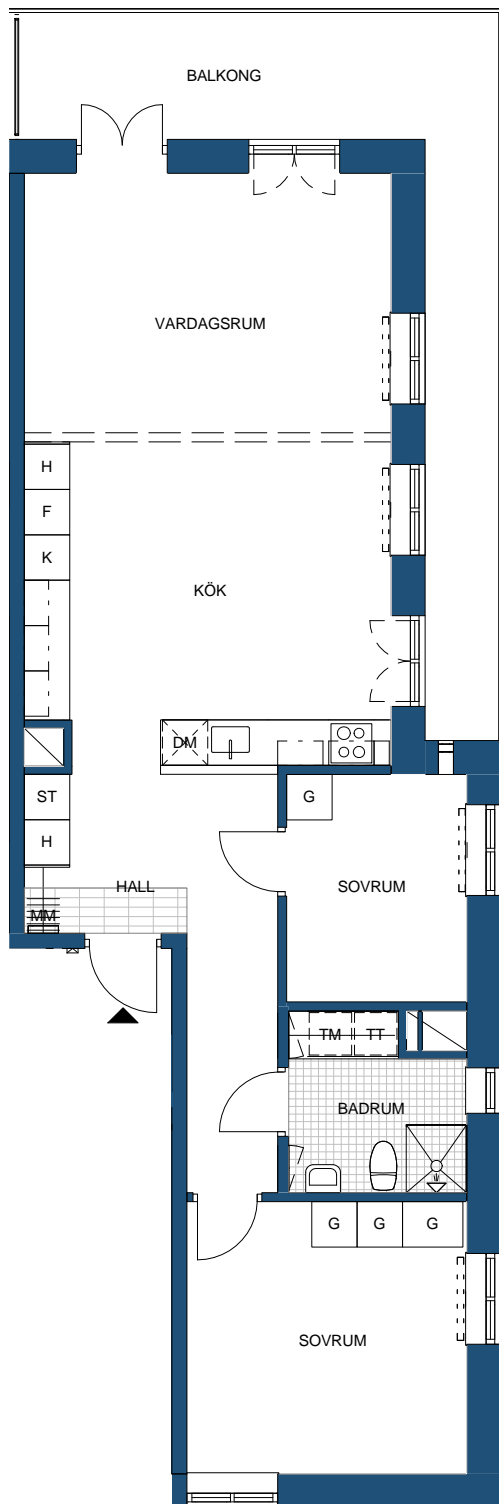 BALKONG
VARDAGSRUM
H
F
K
KÖK
DM
ST
G
H
SOVRUM
HALL
MM
TM TT
BADRUM
G G G
SOVRUM